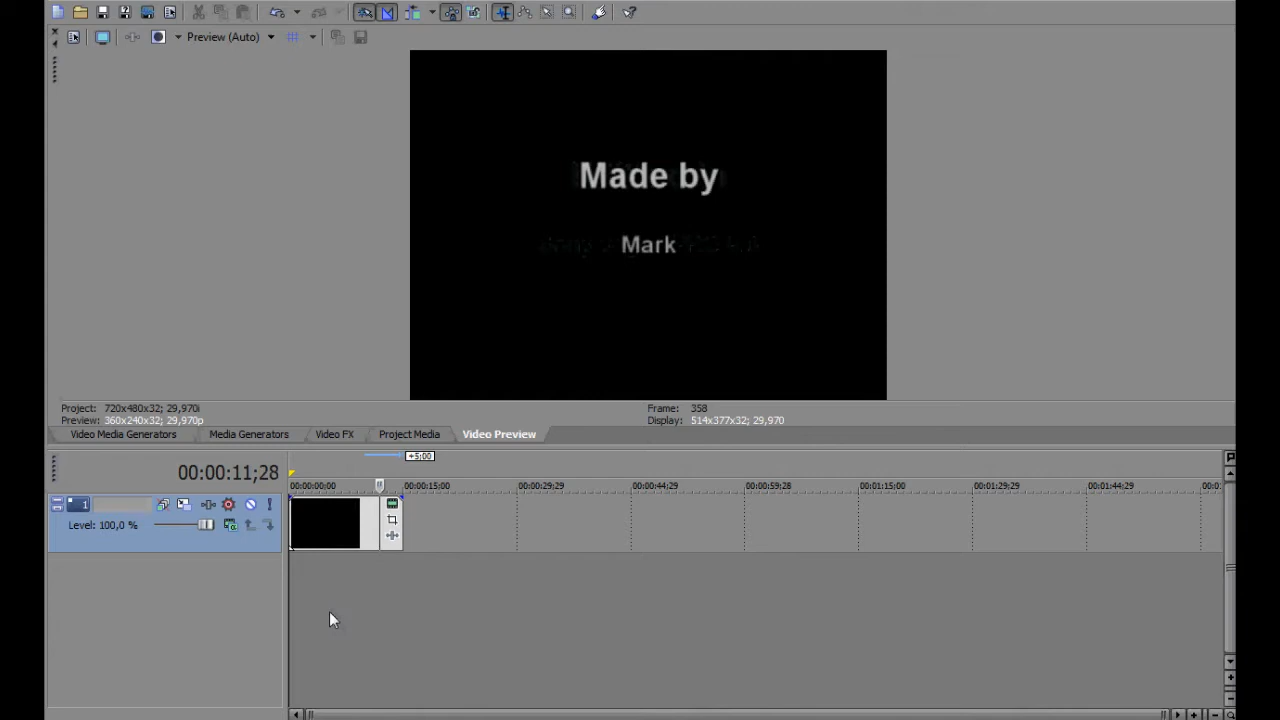 Preview (Auto)
Made by
Mark
Project: 720x480x32; 29,970i
Frame: 358
Preview: 360x240x32; 29,970p
Display: 514x377x32; 29,970
Video Media Generators
Media Generators
Video FX
Project Media
Video Preview
+5;00
00:00:11;28
00:00:00;00
00:00:15;00
00:00:29;29
00:00:44;29
00:00:59;28
00:01:15;00
00:01:29;29
00:01:44;29
00:0
1
Level: 100,0 %